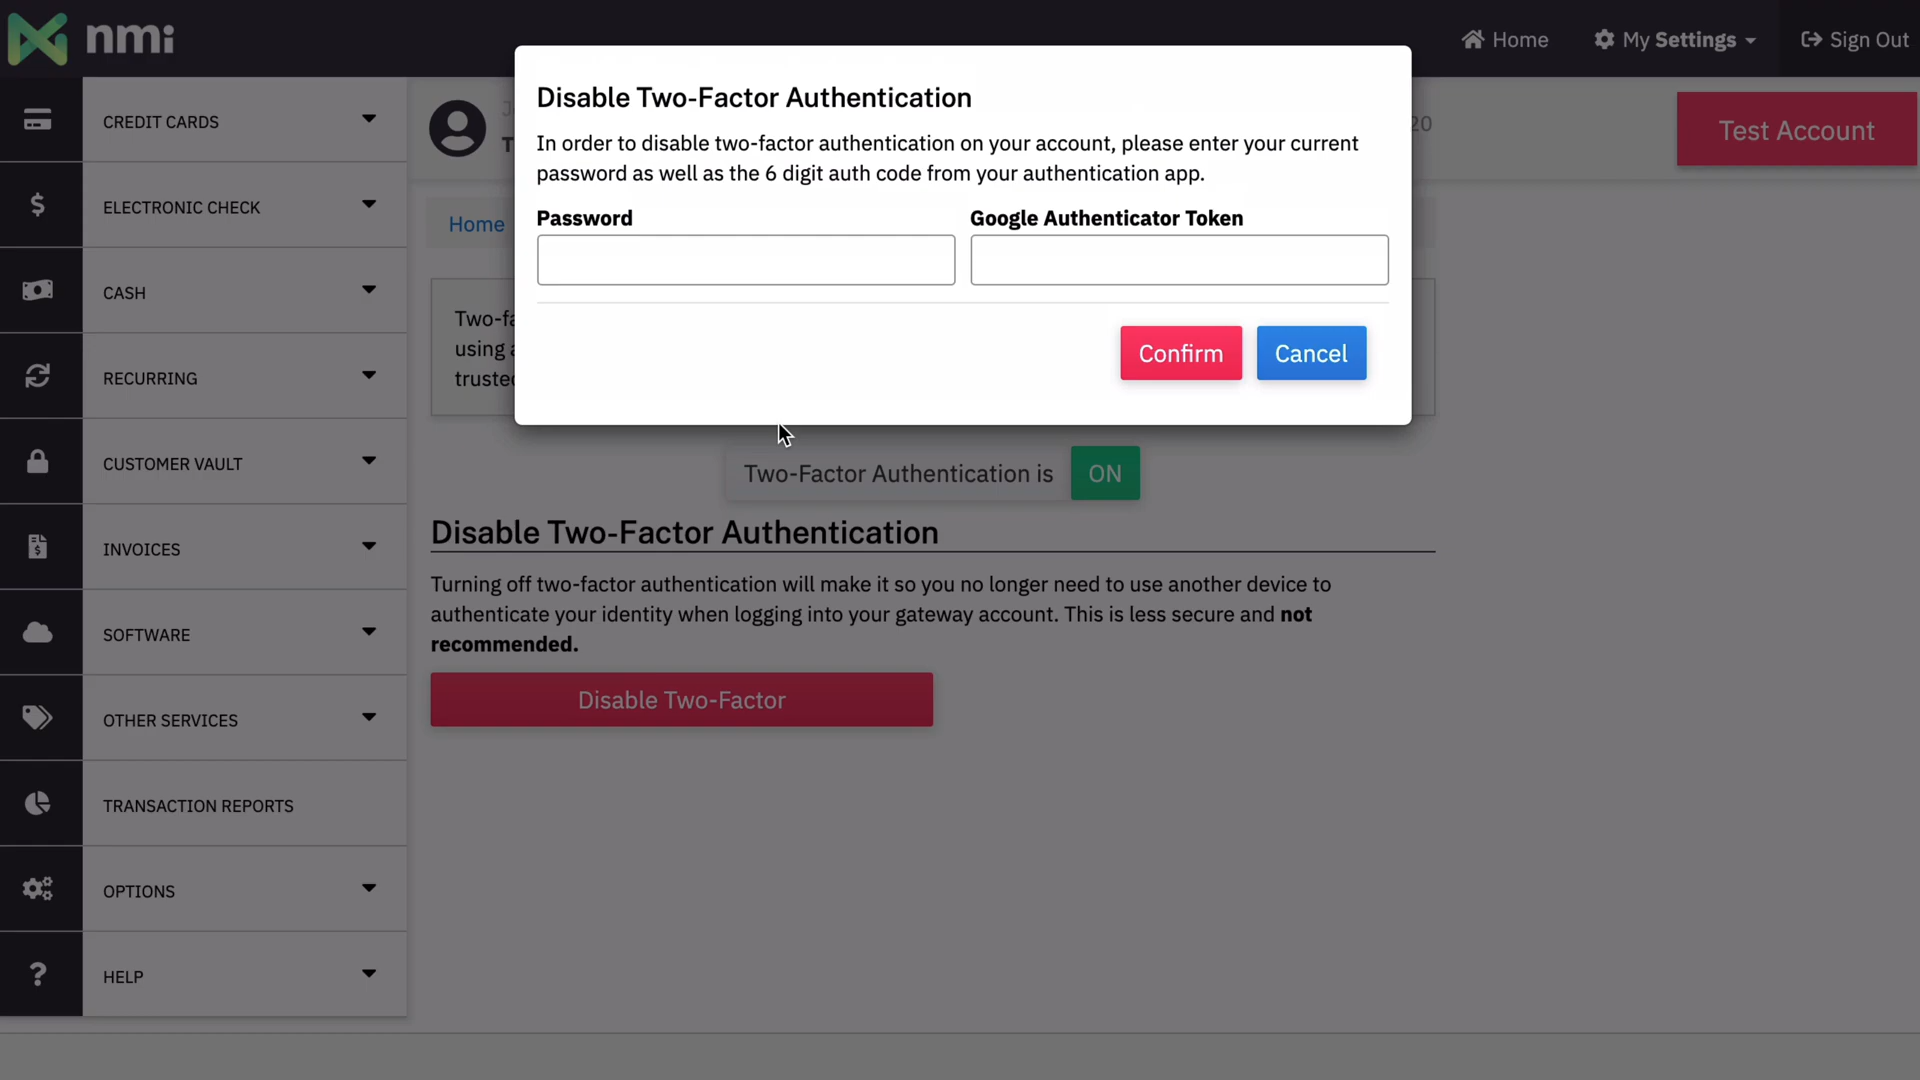 nmi
Home
My Settings
Sign Out
CREDIT CARDS
ELECTRONIC CHECK
CASH
RECURRING
CUSTOMER VAULT
INVOICES
SOFTWARE
OTHER SERVICES
TRANSACTION REPORTS
OPTIONS
HELP
20
Test Account
Home
Disable Two-Factor Authentication
In order to disable two-factor authentication on your account, please enter your current
password as well as the 6 digit auth code from your authentication app.
Password
Google Authenticator Token
Confirm
Cancel
using
Two-Factor Authentication is ON
Disable Two-Factor Authentication
Turning off two-factor authentication will make it so you no longer need to use another device to
authenticate your identity when logging into your gateway account. This is less secure and not
recommended.
Disable Two-Factor